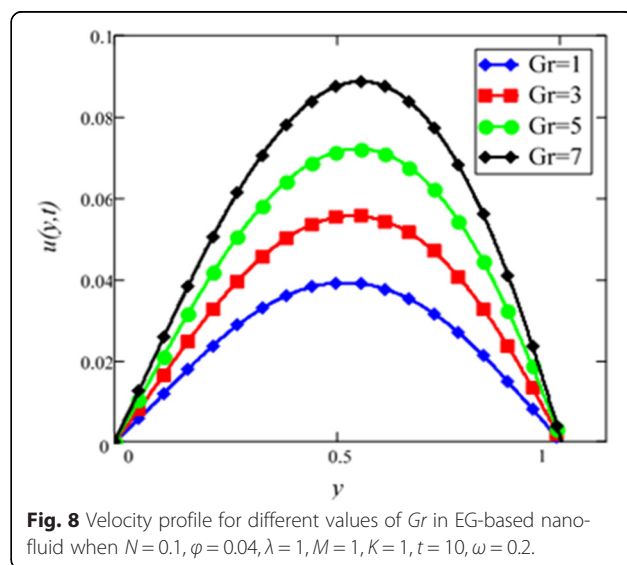 0.1
0.08
0.06
0.04
0.02
0
u(y,t)
Gr=1
Gr=3
Gr=5
Gr=7
0 0.5 1
y
Fig. 8 Velocity profile for different values of Gr in EG-based nano-
fluid when N = 0.1, φ = 0.04, λ = 1, M = 1, K = 1, t = 10, ω = 0.2.